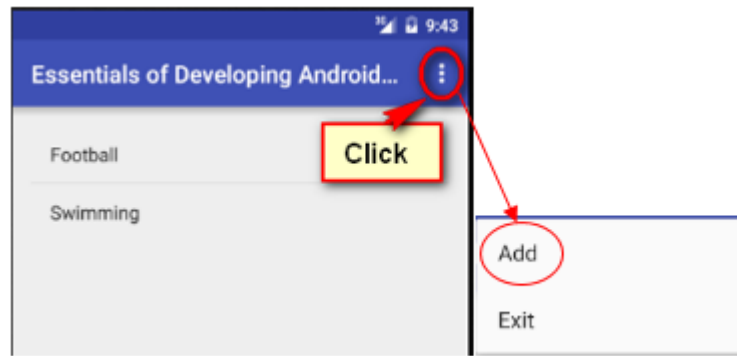 9:43
Essentials of Developing Android...
Click
Football
Swimming
Add
Exit